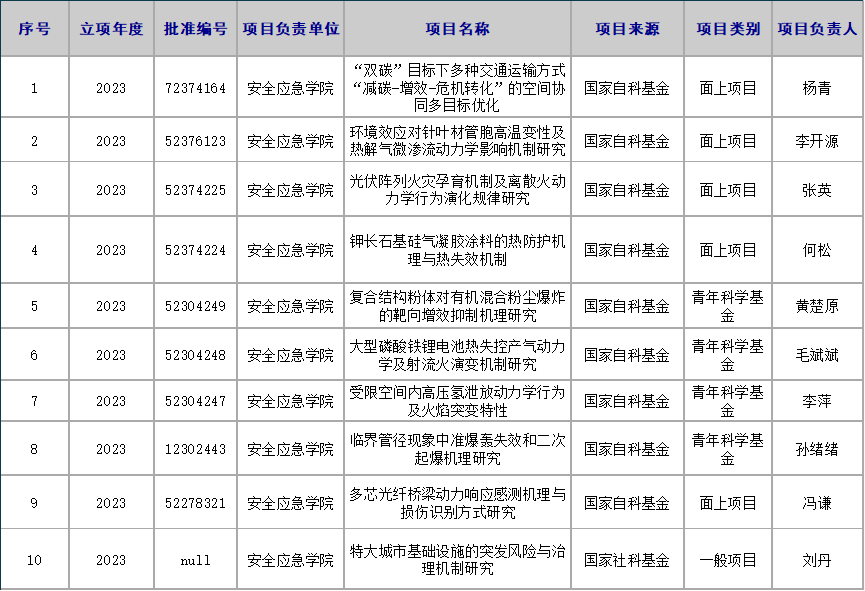 序号 立项年度 批准编号 项目负责单位 项目名称 项目来源 项目类别 项目负责人
1 2023 72374164 安全应急学院 “双碳”目标下多种交通运输方式
“减碳-增效-危机转化”的空间协
同多目标优化 国家自科基金 面上项目 杨青
2 2023 52376123 安全应急学院 环境效应对针叶材管胞高温变性及
热解气微渗流动力学影响机制研究 国家自科基金 面上项目 李开源
3 2023 52374225 安全应急学院 光伏阵列火灾孕育机制及离散火动
力学行为演化规律研究 国家自科基金 面上项目 张英
4 2023 52374224 安全应急学院 钾长石基硅气凝胶涂料的热防护机
理与热失效机制 国家自科基金 面上项目 何松
5 2023 52304249 安全应急学院 复合结构粉体对有机混合粉尘爆炸
的靶向增效抑制机理研究 国家自科基金 青年科学基
金 黄楚原
6 2023 52304248 安全应急学院 大型磷酸铁锂电池热失控产气动力
学及射流火演变机制研究 国家自科基金 青年科学基
金 毛斌斌
7 2023 52304247 安全应急学院 受限空间内高压氢泄放动力学行为
及火焰突变特性 国家自科基金 青年科学基
金 李萍
8 2023 12302443 安全应急学院 临界管径现象中准爆轰失效和二次
起爆机理研究 国家自科基金 青年科学基
金 孙绪绪
9 2023 52278321 安全应急学院 多芯光纤桥梁动力响应感测机理与
损伤识别方式研究 国家自科基金 面上项目 冯谦
10 2023 null 安全应急学院 特大城市基础设施的突发风险与治
理机制研究 国家社科基金 一般项目 刘丹